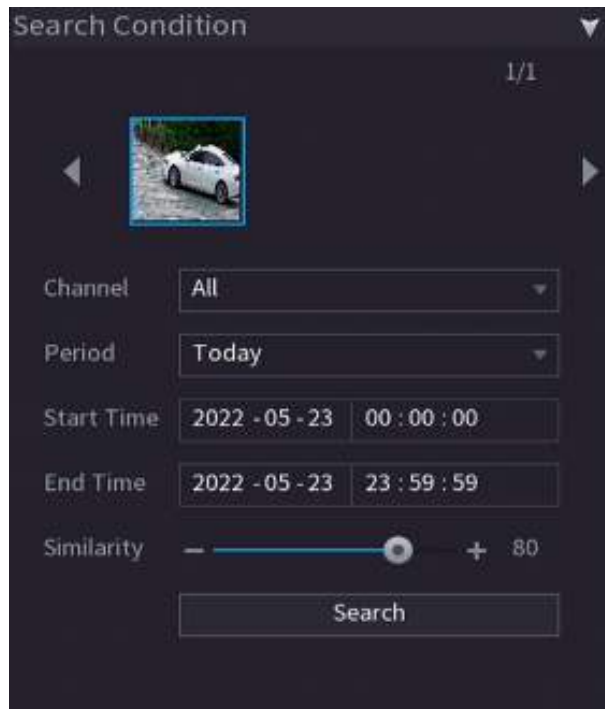 Search Condition
1/1
Channel All
Period Today
Start Time 2022 - 05 - 23 00 : 00 : 00
End Time 2022 - 05 - 23 23 : 59 : 59
Similarity 80
Search